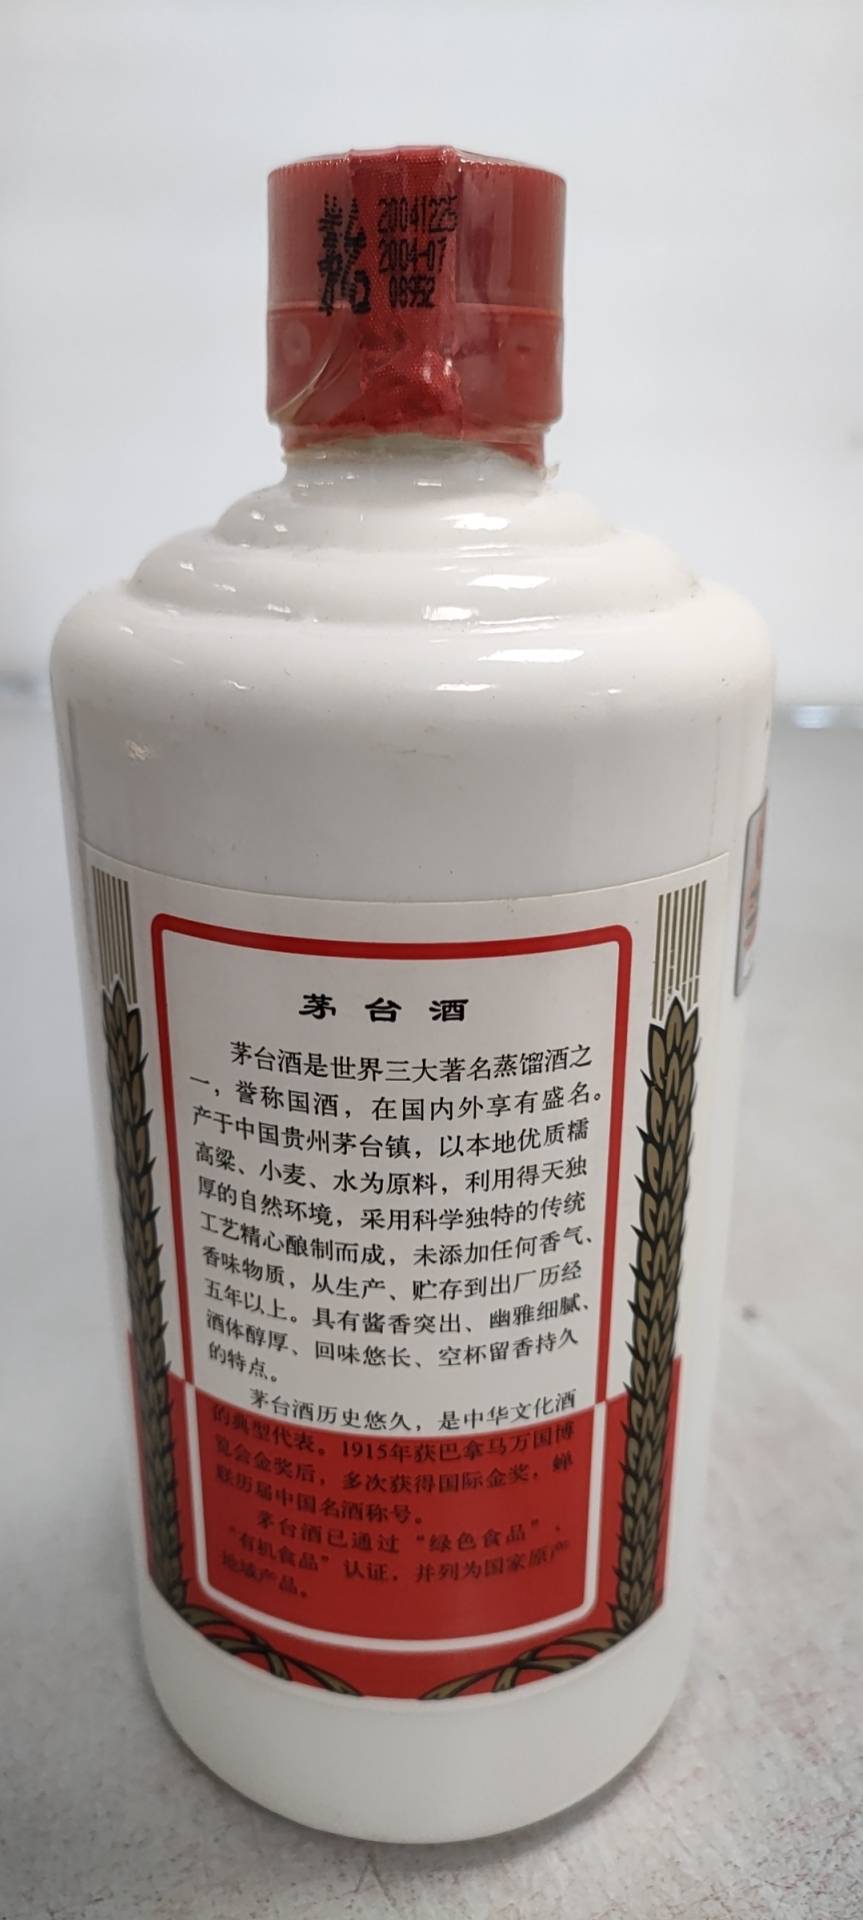 20041225
2004-07
08952
茅台酒
茅台酒是世界三大著名蒸馏酒之
一，誉称国酒，在国内外享有盛名。
产于中国贵州茅台镇，以本地优质糯
高粱、小麦、水为原料，利用得天独
厚的自然环境，采用科学独特的传统
工艺精心酿制而成，未添加任何香气、
香味物质，从生产、贮存到出厂历经
五年以上。具有酱香突出、幽雅细腻、
酒体醇厚、回味悠长、空杯留香持久
的特点。
茅台酒历史悠久，是中华文化酒
的典型代表。1915年获巴拿马万国博
览会金奖后，多次获得国际金奖，蝉
联历届中国名酒称号。
茅台酒已通过“绿色食品”、
“有机食品”认证，并列为国家原产
地域产品。